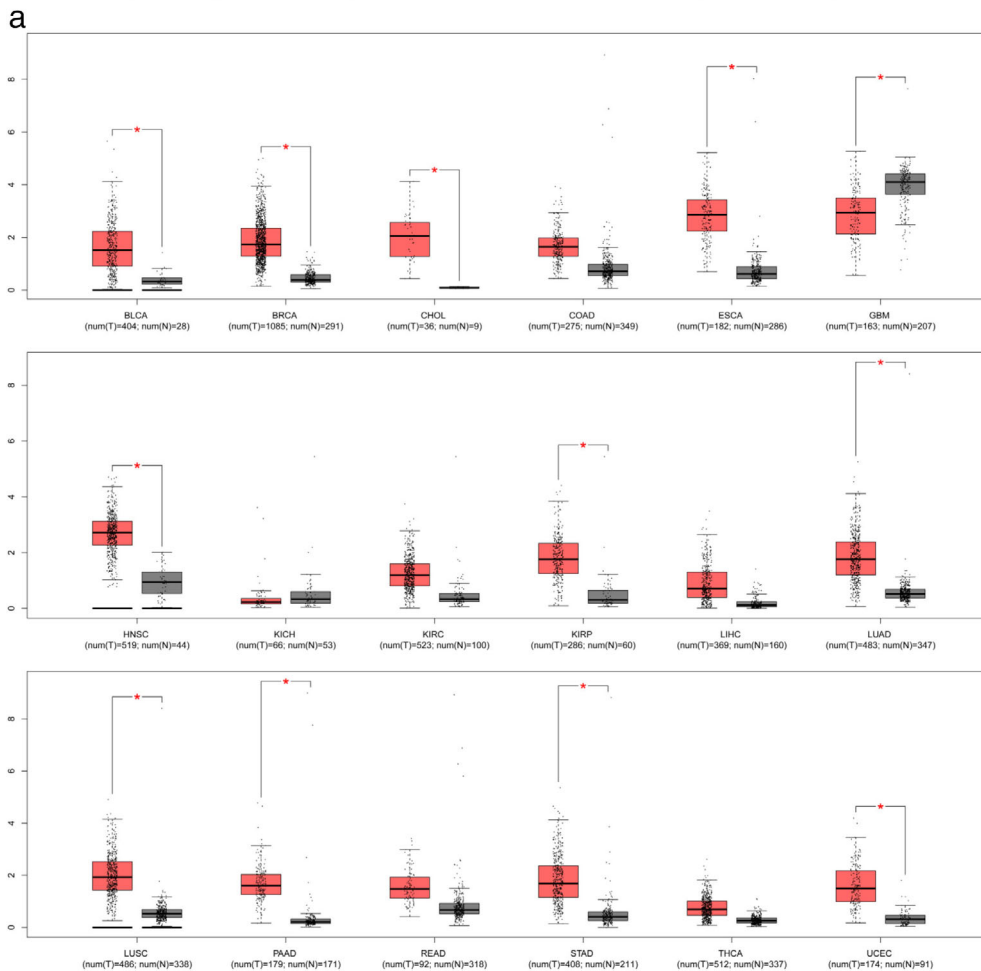 a
8
6
4
2
0
* * * * *
BLCA BRCA CHOL COAD ESCA GBM
(num(T)=404; num(N)=28) (num(T)=1085; num(N)=291) (num(T)=36; num(N)=9) (num(T)=275; num(N)=349) (num(T)=182; num(N)=286) (num(T)=163; num(N)=207)
8
6
4
2
0
* * *
HNSC KICH KIRC KIRP LIHC LUAD
(num(T)=519; num(N)=44) (num(T)=66; num(N)=53) (num(T)=523; num(N)=100) (num(T)=286; num(N)=60) (num(T)=369; num(N)=160) (num(T)=483; num(N)=347)
8
6
4
2
0
* * * *
LUSC PAAD READ STAD THCA UCEC
(num(T)=486; num(N)=338) (num(T)=179; num(N)=171) (num(T)=92; num(N)=318) (num(T)=408; num(N)=211) (num(T)=512; num(N)=337) (num(T)=174; num(N)=91)